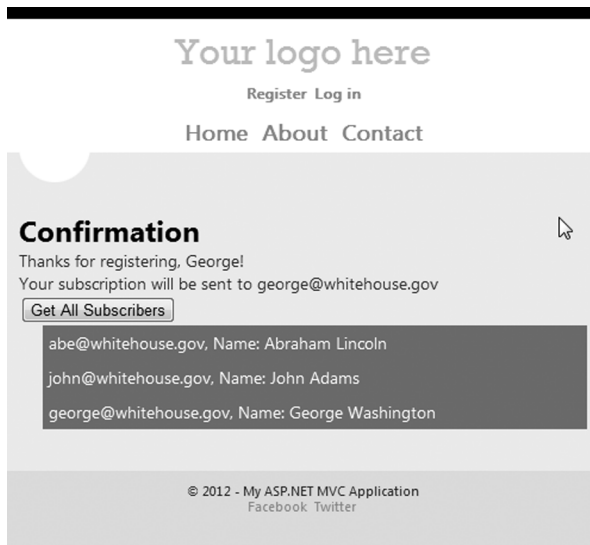 Your logo here
Register Log in
Home About Contact
Confirmation
Thanks for registering, George!
Your subscription will be sent to george@whitehouse.gov
Get All Subscribers
abe@whitehouse.gov, Name: Abraham Lincoln
john@whitehouse.gov, Name: John Adams
george@whitehouse.gov, Name: George Washington
© 2012 - My ASP.NET MVC Application
Facebook Twitter